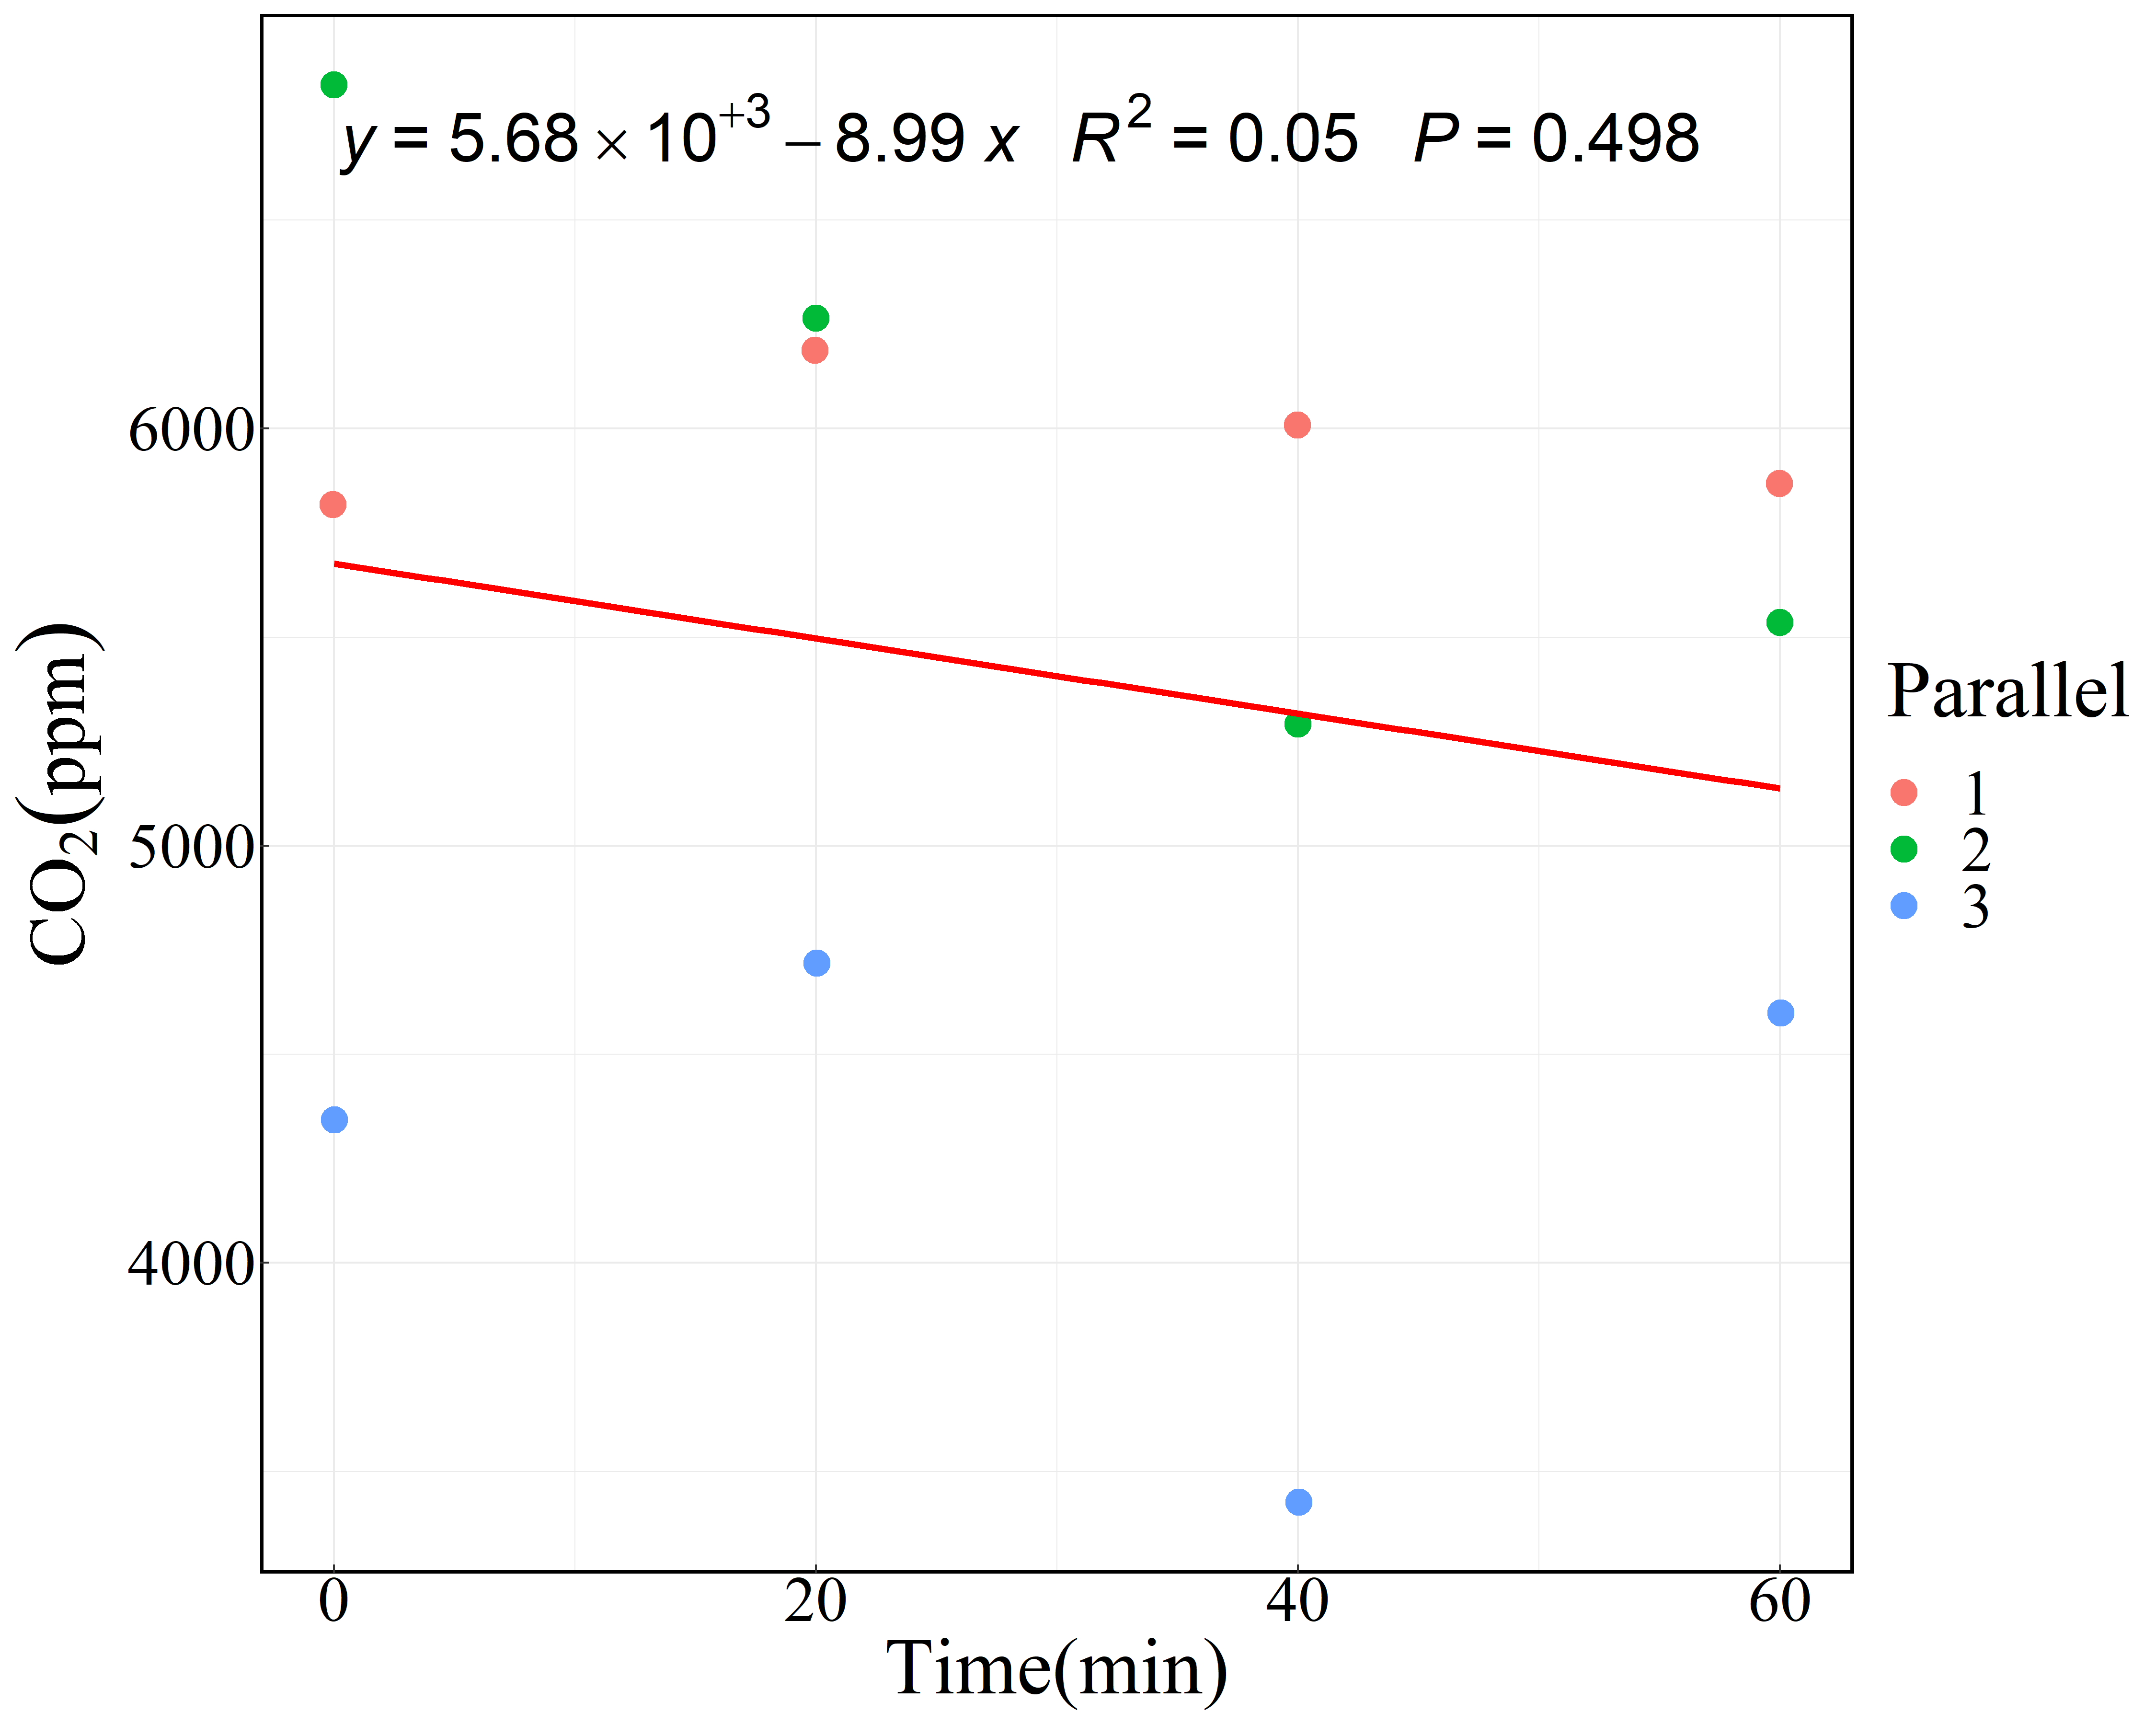 y = 5.68 × 10⁺³ − 8.99 x R² = 0.05 P = 0.498
6000
5000
4000
CO₂(ppm)
0 20 40 60
Time(min)
Parallel
1
2
3